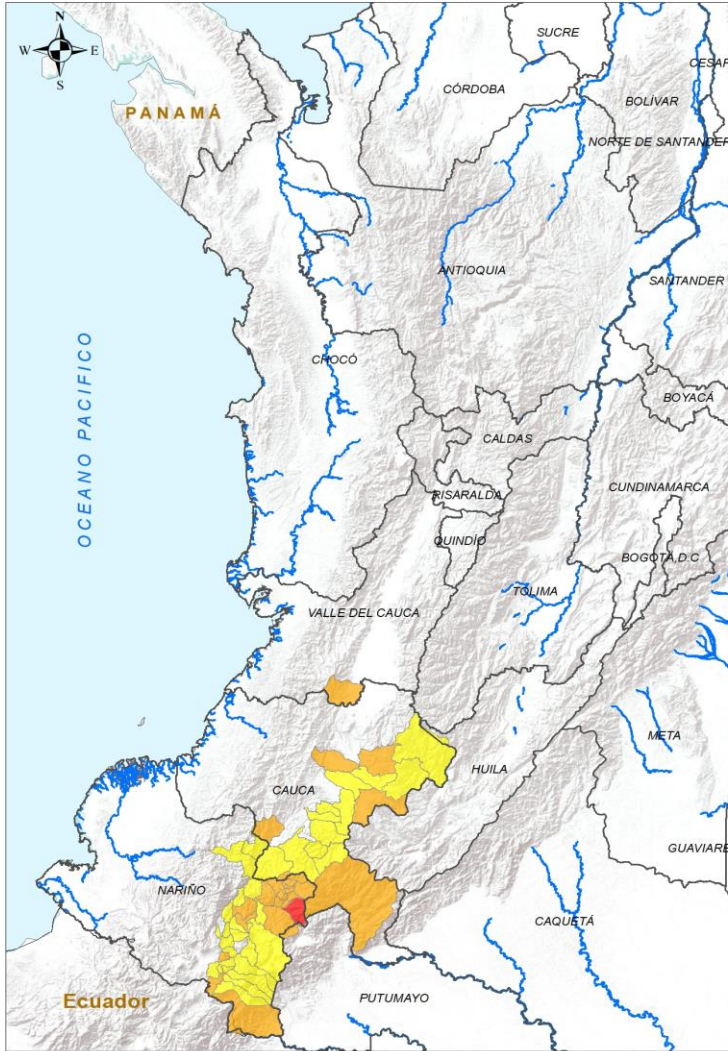 N
W E
S
SUCRE
CESAR
CÓRDOBA
BOLÍVAR
PANAMÁ
NORTE DE SANTANDER
ANTIOQUIA
SANTANDER
OCEANO PACIFICO
CHOCÓ
BOYACÁ
CALDAS
CUNDINAMARCA
RISARALDA
QUINDÍO
BOGOTÁ, D.C
TOLIMA
VALLE DEL CAUCA
META
HUILA
CAUCA
GUAVIARE
NARIÑO
CAQUETÁ
Ecuador
PUTUMAYO